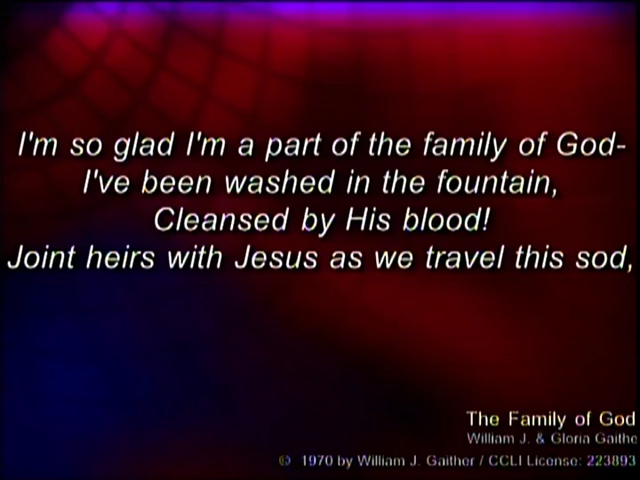 I'm so glad I'm a part of the family of God-
I've been washed in the fountain,
Cleansed by His blood!
Joint heirs with Jesus as we travel this sod,
The Family of God
William J. & Gloria Gaithe
© 1970 by William J. Gaither / CCLI License: 223893